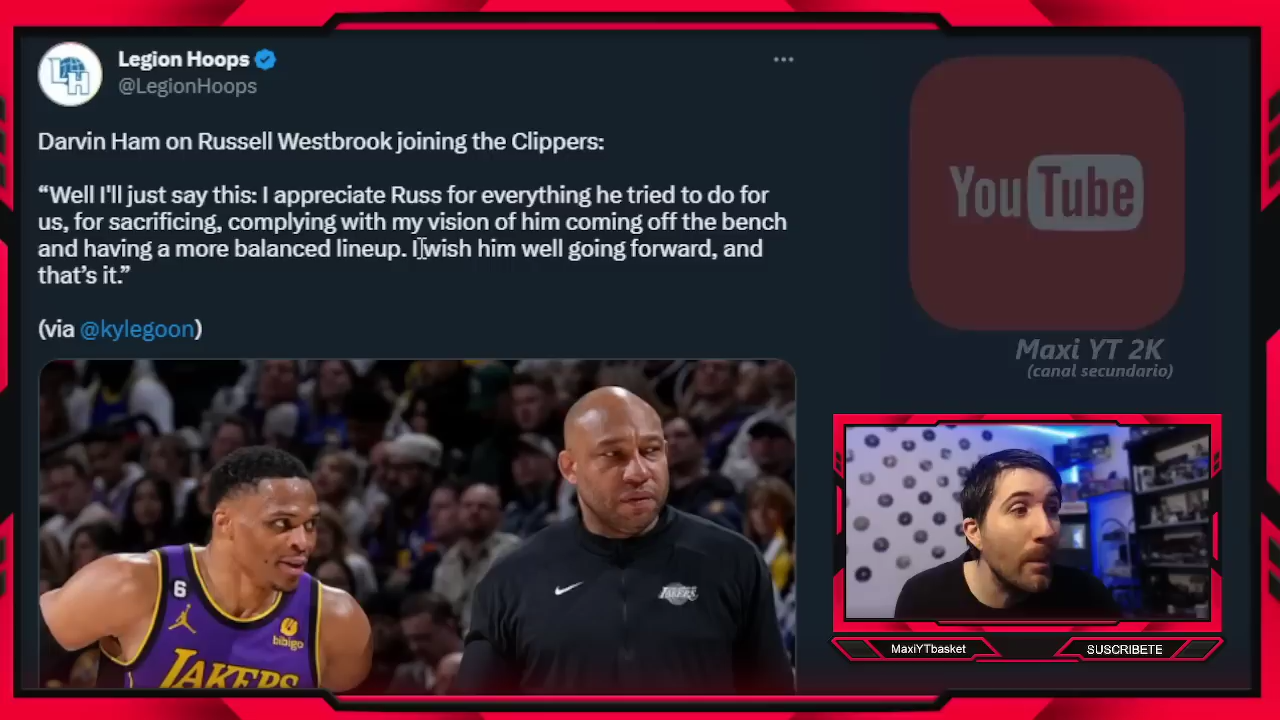 Legion Hoops
@LegionHoops
Darvin Ham on Russell Westbrook joining the Clippers:
“Well I'll just say this: I appreciate Russ for everything he tried to do for
us, for sacrificing, complying with my vision of him coming off the bench
and having a more balanced lineup. I wish him well going forward, and
that’s it.”
(via @kylegoon)
6
bibigo
LAKERS
LAKERS
YouTube
Maxi YT 2K
(canal secundario)
MaxiYTbasket
SUSCRIBETE